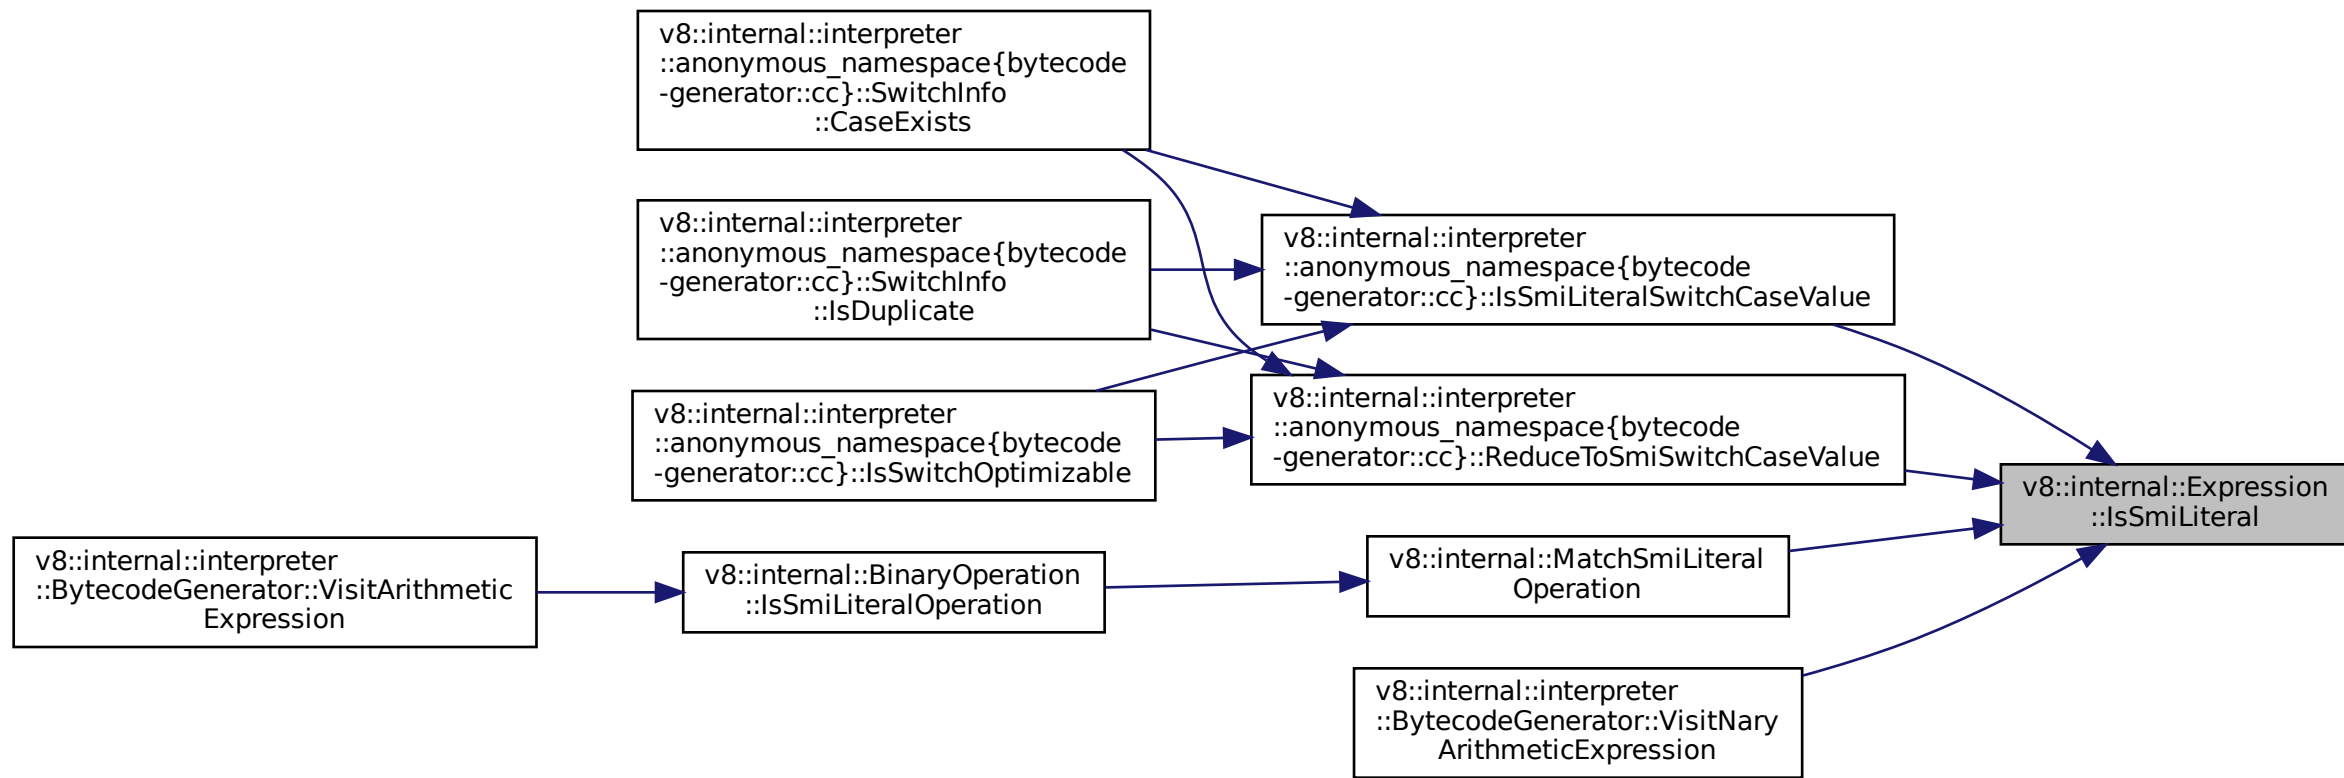 v8::internal::interpreter
::anonymous_namespace{bytecode
-generator::cc}::SwitchInfo
::CaseExists
v8::internal::interpreter
::anonymous_namespace{bytecode
-generator::cc}::SwitchInfo
::IsDuplicate
v8::internal::interpreter
::anonymous_namespace{bytecode
-generator::cc}::IsSmiLiteralSwitchCaseValue
v8::internal::interpreter
::anonymous_namespace{bytecode
-generator::cc}::IsSwitchOptimizable
v8::internal::interpreter
::anonymous_namespace{bytecode
-generator::cc}::ReduceToSmiSwitchCaseValue
v8::internal::Expression
::IsSmiLiteral
v8::internal::interpreter
::BytecodeGenerator::VisitArithmetic
Expression
v8::internal::BinaryOperation
::IsSmiLiteralOperation
v8::internal::MatchSmiLiteral
Operation
v8::internal::interpreter
::BytecodeGenerator::VisitNary
ArithmeticExpression